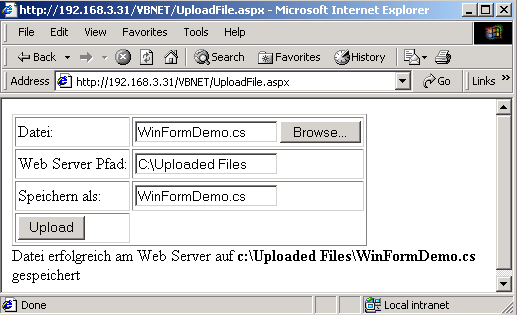 http://192.168.3.31/VBNET/UploadFile.aspx - Microsoft Internet Explorer
File Edit View Favorites Tools Help
Back Search Favorites History
Address http://192.168.3.31/VBNET/UploadFile.aspx Go Links »
Datei: WinFormDemo.cs Browse...
Web Server Pfad: C:\Uploaded Files
Speichern als: WinFormDemo.cs
Upload
Datei erfolgreich am Web Server auf c:\Uploaded Files\WinFormDemo.cs
gespeichert
Done Local intranet